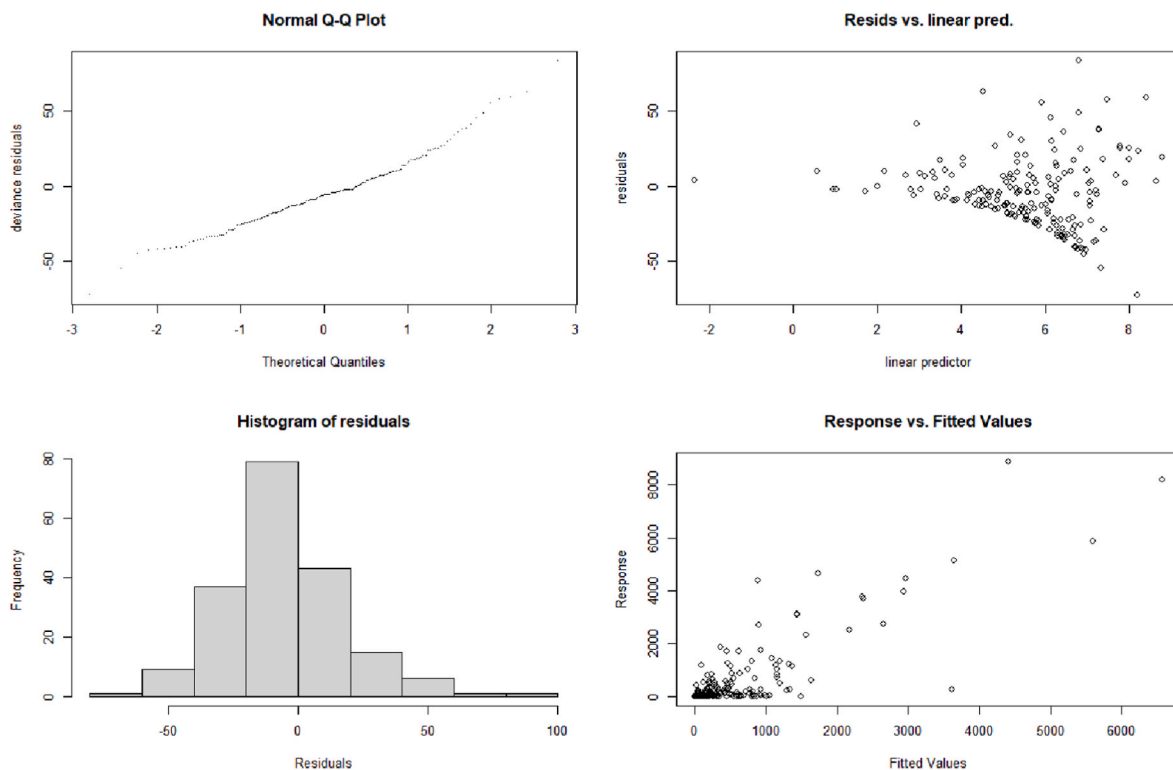 Normal Q-Q Plot
deviance residuals
50
0
-50
-3 -2 -1 0 1 2 3
Theoretical Quantiles
Resids vs. linear pred.
residuals
50
0
-50
-2 0 2 4 6 8
linear predictor
Histogram of residuals
Frequency
80
60
40
20
0
-50 0 50 100
Residuals
Response vs. Fitted Values
Response
8000
6000
4000
2000
0
0 1000 2000 3000 4000 5000 6000
Fitted Values